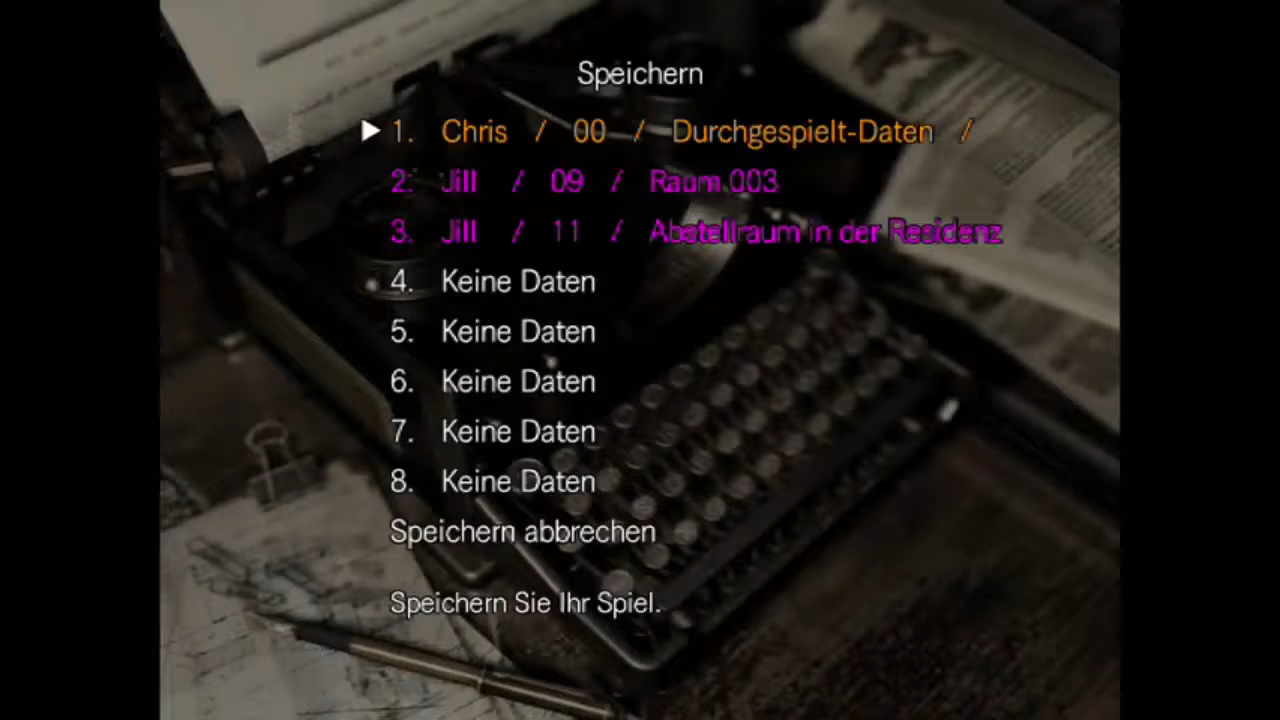 Speichern
1. Chris / 00 / Durchgespielt-Daten /
2. Jill / 09 / Raum 003
3. Jill / 11 / Abstellraum in der Residenz
4. Keine Daten
5. Keine Daten
6. Keine Daten
7. Keine Daten
8. Keine Daten
Speichern abbrechen
Speichern Sie Ihr Spiel.